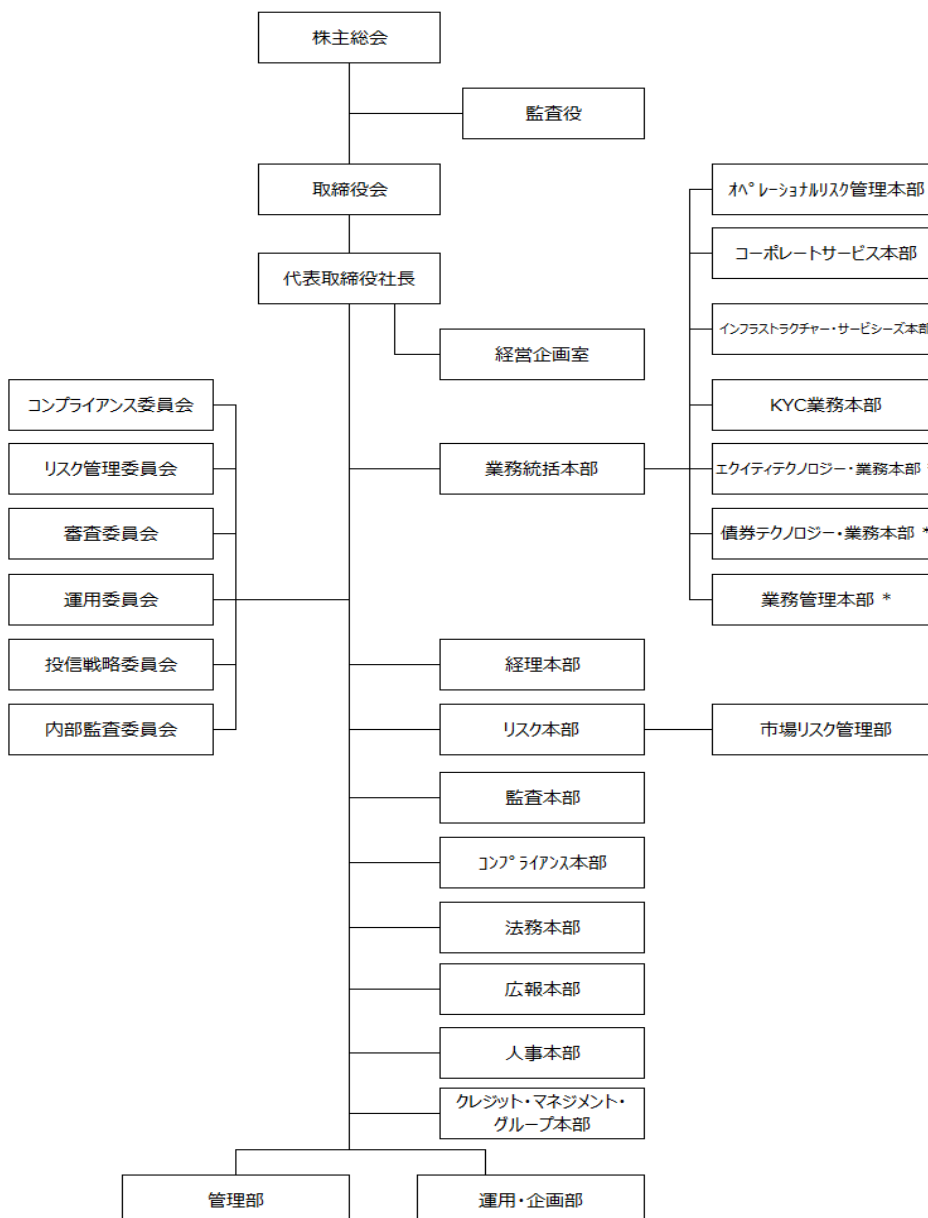 株主総会
監査役
取締役会
代表取締役社長
経営企画室
業務統括本部
オペレーショナルリスク管理本部
コーポレートサービス本部
インフラストラクチャー・サービシーズ本部
KYC業務本部
エクイティテクノロジー・業務本部
債券テクノロジー・業務本部 *
業務管理本部 *
コンプライアンス委員会
リスク管理委員会
審査委員会
運用委員会
投信戦略委員会
内部監査委員会
経理本部
リスク本部
市場リスク管理部
監査本部
コンプライアンス本部
法務本部
広報本部
人事本部
クレジット・マネジメント・
グループ本部
管理部
運用・企画部